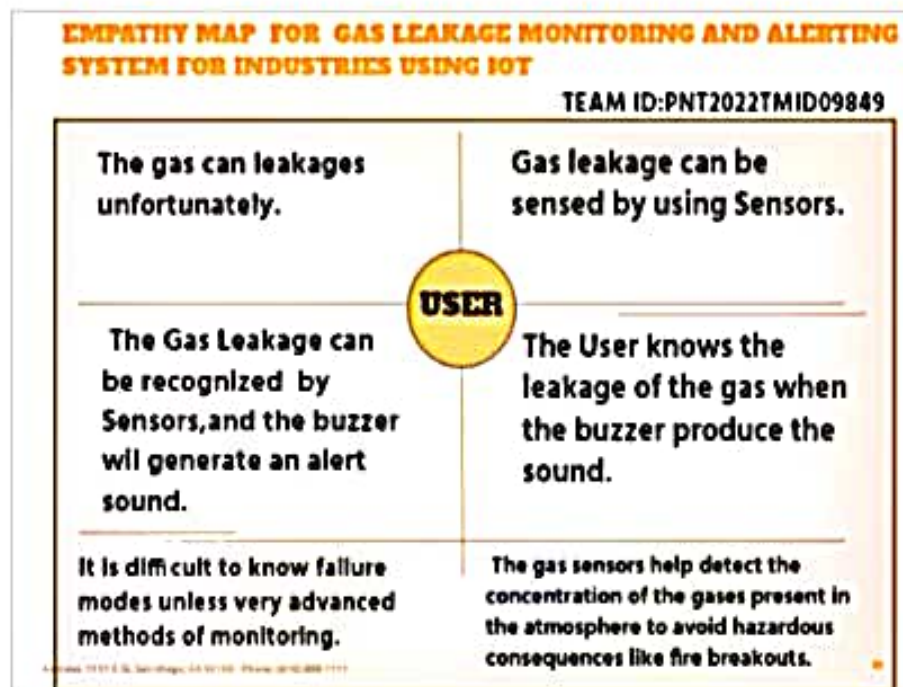 EMPATHY MAP FOR GAS LEAKAGE MONITORING AND ALERTING
SYSTEM FOR INDUSTRIES USING IOT
TEAM ID:PNT2022TMID09849
The gas can leakages
unfortunately.
Gas leakage can be
sensed by using Sensors.
USER
The Gas Leakage can
be recognized by
Sensors,and the buzzer
wil generate an alert
sound.
The User knows the
leakage of the gas when
the buzzer produce the
sound.
It is difficult to know failure
modes unless very advanced
methods of monitoring.
The gas sensors help detect the
concentration of the gases present in
the atmosphere to avoid hazardous
consequences like fire breakouts.